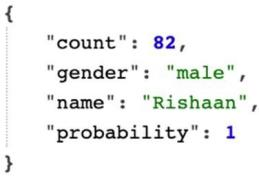 {
"count": 82,
"gender": "male",
"name": "Rishaan",
"probability": 1
}